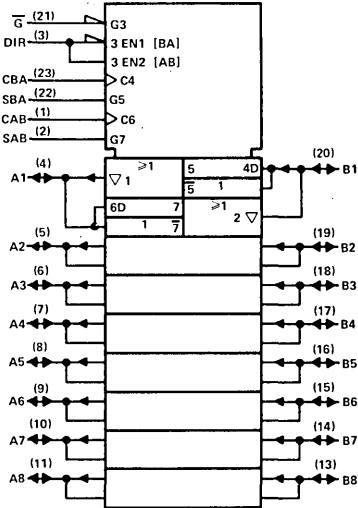 G̅ (21) G3
DIR (3) 3 EN1 [BA]
3 EN2 [AB]
CBA (23) C4
SBA (22) G5
CAB (1) C6
SAB (2) G7
A1 (4) ⩾1 5 4D (20) B1
▽ 1 5̅ 1
6D 7 ⩾1
1 7̅ 2 ▽
A2 (5) (19) B2
A3 (6) (18) B3
A4 (7) (17) B4
A5 (8) (16) B5
A6 (9) (15) B6
A7 (10) (14) B7
A8 (11) (13) B8